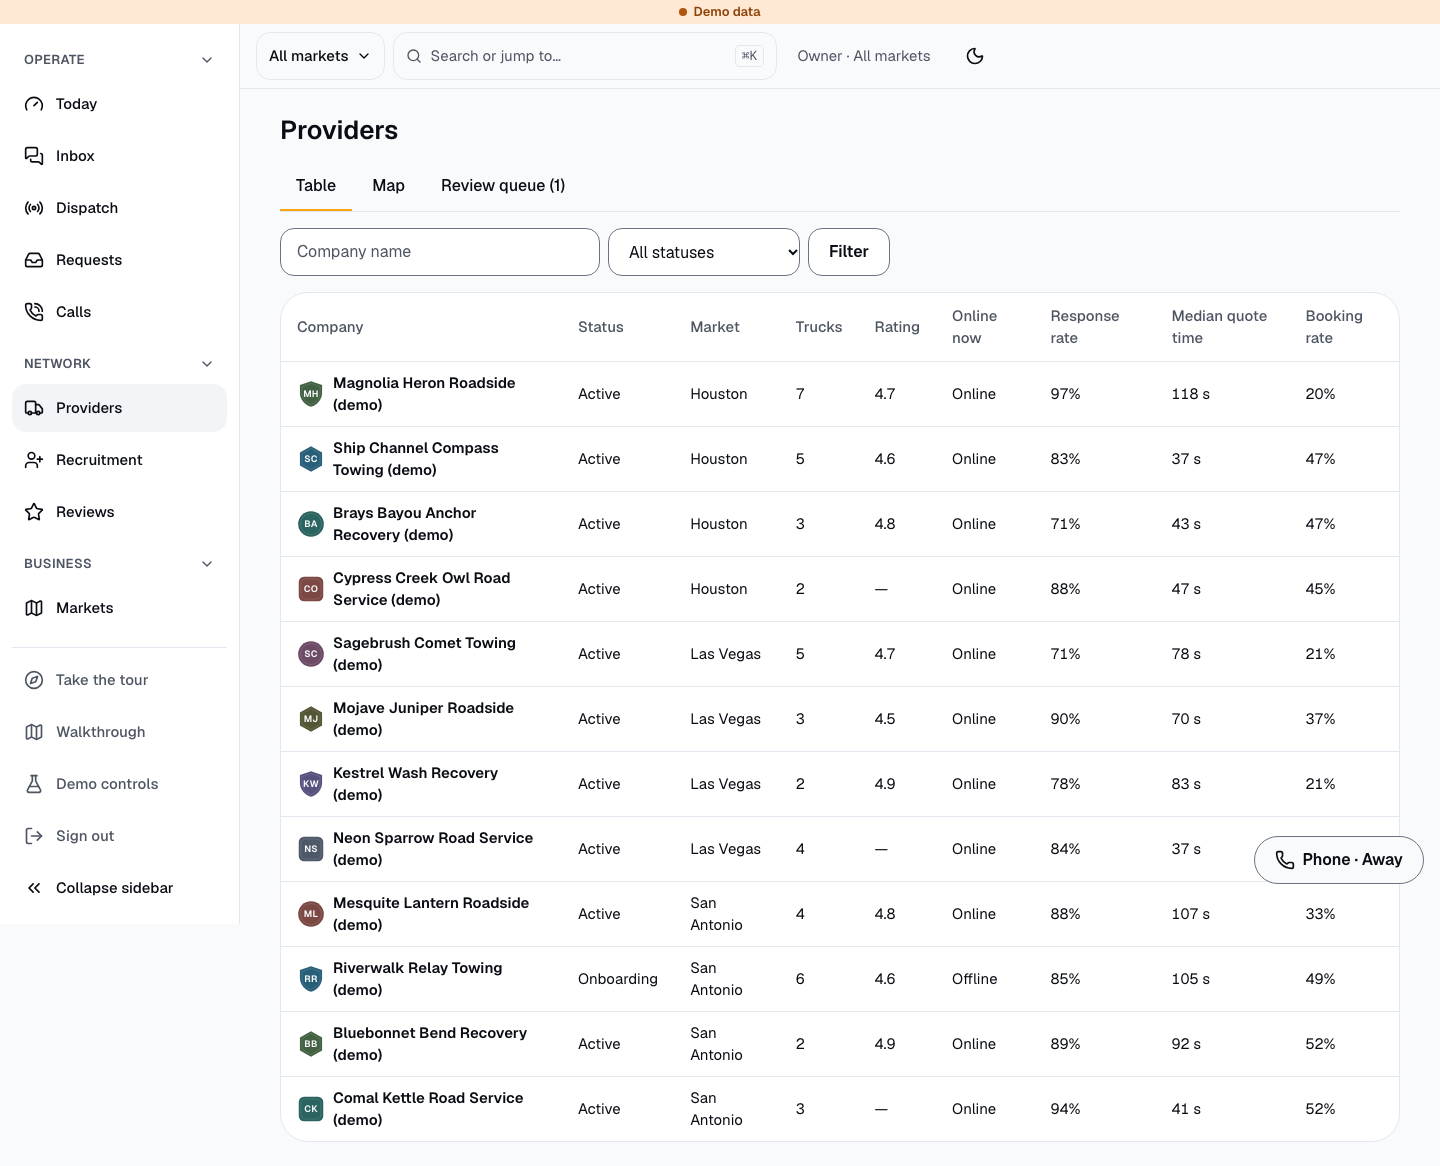 Demo data
OPERATE
Today
Inbox
Dispatch
Requests
Calls
NETWORK
Providers
Recruitment
Reviews
BUSINESS
Markets
Take the tour
Walkthrough
Demo controls
Sign out
Collapse sidebar
All markets
Search or jump to...
⌘K
Owner · All markets
Providers
Table Map Review queue (1)
Company name
All statuses
Filter
Company Status Market Trucks Rating Online now Response rate Median quote time Booking rate
MH Magnolia Heron Roadside (demo) Active Houston 7 4.7 Online 97% 118 s 20%
SC Ship Channel Compass Towing (demo) Active Houston 5 4.6 Online 83% 37 s 47%
BA Brays Bayou Anchor Recovery (demo) Active Houston 3 4.8 Online 71% 43 s 47%
CO Cypress Creek Owl Road Service (demo) Active Houston 2 — Online 88% 47 s 45%
SC Sagebrush Comet Towing (demo) Active Las Vegas 5 4.7 Online 71% 78 s 21%
MJ Mojave Juniper Roadside (demo) Active Las Vegas 3 4.5 Online 90% 70 s 37%
KW Kestrel Wash Recovery (demo) Active Las Vegas 2 4.9 Online 78% 83 s 21%
NS Neon Sparrow Road Service (demo) Active Las Vegas 4 — Online 84% 37 s
Phone · Away
ML Mesquite Lantern Roadside (demo) Active San Antonio 4 4.8 Online 88% 107 s 33%
RR Riverwalk Relay Towing (demo) Onboarding San Antonio 6 4.6 Offline 85% 105 s 49%
BB Bluebonnet Bend Recovery (demo) Active San Antonio 2 4.9 Online 89% 92 s 52%
CK Comal Kettle Road Service (demo) Active San Antonio 3 — Online 94% 41 s 52%